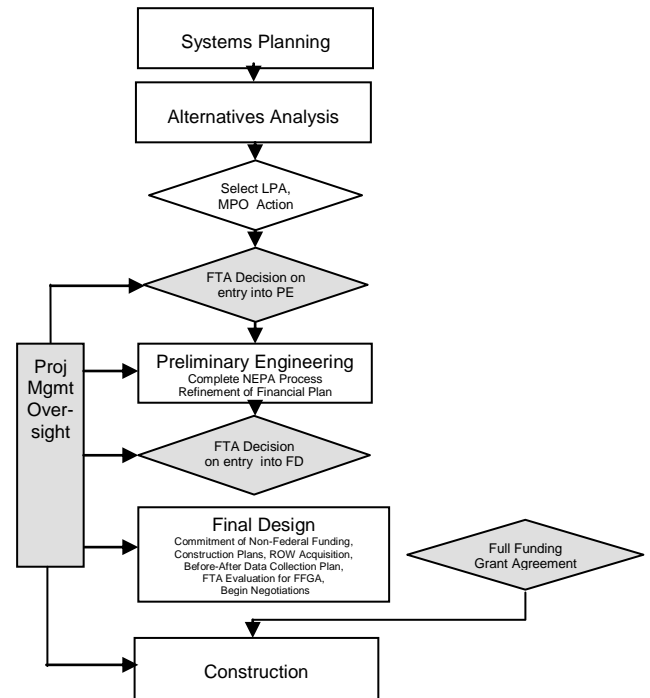 Systems Planning
Alternatives Analysis
Select LPA,
MPO Action
FTA Decision on
entry into PE
Proj
Mgmt
Over-
sight
Preliminary Engineering
Complete NEPA Process
Refinement of Financial Plan
FTA Decision
on entry into FD
Final Design
Commitment of Non-Federal Funding,
Construction Plans, ROW Acquisition,
Before-After Data Collection Plan,
FTA Evaluation for FFGA,
Begin Negotiations
Full Funding
Grant Agreement
Construction